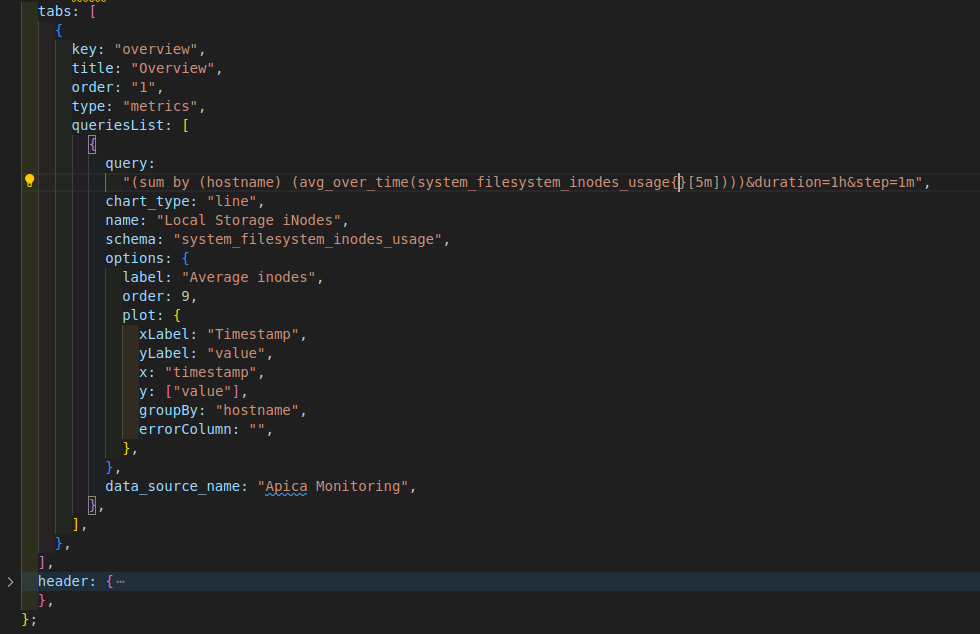 tabs: [
{
key: "overview",
title: "Overview",
order: "1",
type: "metrics",
queriesList: [
{
query:
"(sum by (hostname) (avg_over_time(system_filesystem_inodes_usage{}[5m])))&duration=1h&step=1m",
chart_type: "line",
name: "Local Storage iNodes",
schema: "system_filesystem_inodes_usage",
options: {
label: "Average inodes",
order: 9,
plot: {
xLabel: "Timestamp",
yLabel: "value",
x: "timestamp",
y: ["value"],
groupBy: "hostname",
errorColumn: "",
},
},
data_source_name: "Apica Monitoring",
},
],
},
],
header: {⋯
},
};